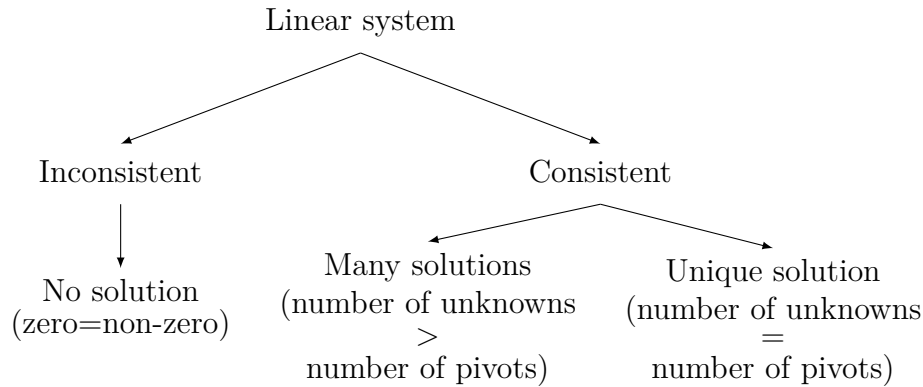 Linear system
Inconsistent
Consistent
No solution
(zero=non-zero)
Many solutions
(number of unknowns
>
number of pivots)
Unique solution
(number of unknowns
=
number of pivots)